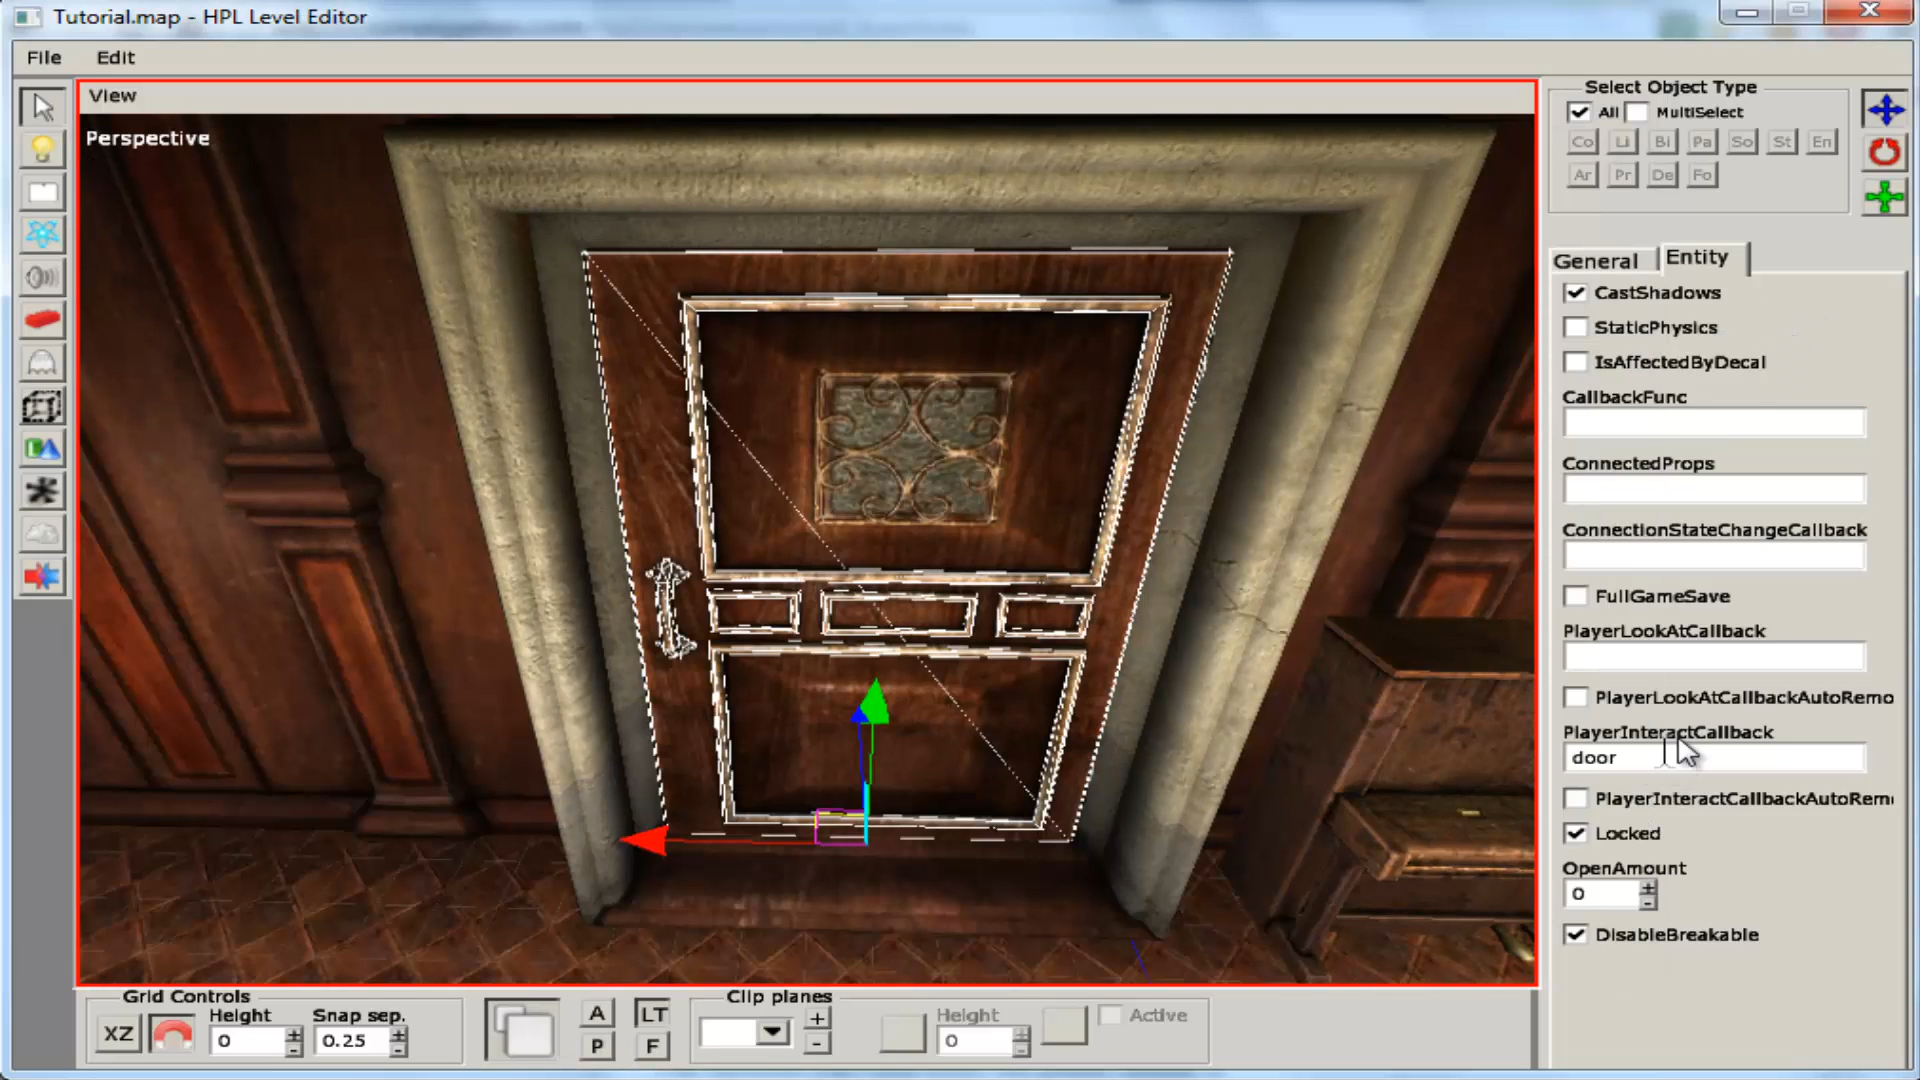 Tutorial.map - HPL Level Editor
File Edit
View
Perspective
Select Object Type
All MultiSelect
Co Li Bi Pa So St En
Ar Pr De Fo
General Entity
CastShadows
StaticPhysics
IsAffectedByDecal
CallbackFunc
ConnectedProps
ConnectionStateChangeCallback
FullGameSave
PlayerLookAtCallback
PlayerLookAtCallbackAutoRemo
PlayerInteractCallback
door
PlayerInteractCallbackAutoRem
Locked
OpenAmount
0
DisableBreakable
Grid Controls
XZ
Height
0
Snap sep.
0.25
A
P
LT
F
Clip planes
+
-
Height
0
Active